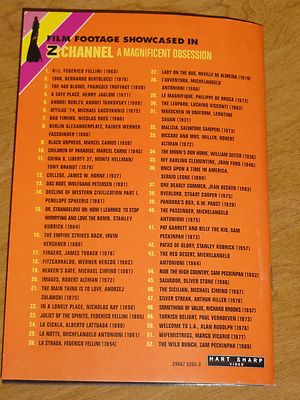 FILM FOOTAGE SHOWCASED IN
Z CHANNEL A MAGNIFICENT OBSESSION
1. 8½, FEDERICO FELLINI (1963)
2. 1900, BERNARDO BERTOLUCCI (1976)
3. THE 400 BLOWS, FRANCOIS TRUFFAUT (1959)
4. A SAFE PLACE, HENRY JAGLOM (1971)
5. ANDREI RUBLEV, ANDREI TARKOVSKY (1969)
6. ATTILAS '74, MICHAEL CACOYANNIS (1975)
7. BAD TIMING, NICOLAS ROEG (1980)
8. BERLIN ALEXANDERPLATZ, RAINER WERNER
FASSBINDER (1980)
9. BLACK ORPHEUS, MARCEL CAMUS (1959)
10. CHILDREN OF PARADISE, MARCEL CARNE (1945)
11. CHINA 9, LIBERTY 37, MONTE HELLMAN/
TONY BRANDT (1978)
12. COLLEGE, JAMES W. HORNE (1927)
13. DAS BOOT, WOLFGANG PETERSEN (1981)
14. DECLINE OF WESTERN CIVILIZATION PART I,
PENELOPE SPHEERIS (1981)
15. DR. STRANGELOVE OR: HOW I LEARNED TO STOP
WORRYING AND LOVE THE BOMB, STANLEY
KUBRICK (1964)
16. THE EMPIRE STRIKES BACK, IRVIN
KERSHNER (1980)
17. FINGERS, JAMES TOBACK (1978)
18. FITZCARRALDO, WERNER HERZOG (1982)
19. HEAVEN'S GATE, MICHAEL CIMINO (1981)
20. IMAGES, ROBERT ALTMAN (1972)
21. THE MAIN THING IS TO LOVE, ANDRZEJ
ZULAWSKI (1975)
22. IN A LONELY PLACE, NICHOLAS RAY (1950)
23. JULIET OF THE SPIRITS, FEDERICO FELLINI (1965)
24. LA CICALA, ALBERTO LATTUADA (1980)
25. LA NOTTE, MICHELANGELO ANTONIONI (1961)
26. LA STRADA, FEDERICO FELLINI (1954)
27. LADY ON THE BUS, NEVILLE DE ALMEIDA (1978)
28. L'AVVENTURA, MICHELANGELO
ANTONIONI (1960)
29. LE MAGNIFIQUE, PHILIPPE DE BROCA (1973)
30. THE LEOPARD, LUCHINO VISCONTI (1963)
31. MADCHEN IN UNIFORM, LEONTINE
SAGAN (1931)
32. MALIZIA, SALVATORE SAMPERI (1973)
33. MCCABE AND MRS. MILLER, ROBERT
ALTMAN (1972)
34. THE MOON'S OUR HOME, WILLIAM SEITER (1936)
35. MY DARLING CLEMENTINE, JOHN FORD (1946)
36. ONCE UPON A TIME IN AMERICA,
SERGIO LEONE (1984)
37. ONE DEADLY SUMMER, JEAN BECKER (1983)
38. OVERLORD, STUART COOPER (1975)
39. PANDORA'S BOX, G.W. PABST (1929)
40. THE PASSENGER, MICHELANGELO
ANTONIONI (1975)
41. PAT GARRETT AND BILLY THE KID, SAM
PECKINPAH (1973)
42. PATHS OF GLORY, STANLEY KUBRICK (1957)
43. THE RED DESERT, MICHELANGELO
ANTONIONI (1964)
44. RIDE THE HIGH COUNTRY, SAM PECKINPAH (1962)
45. SALVADOR, OLIVER STONE (1986)
46. THE SICILIAN, MICHAEL CIMINO (1987)
47. SILVER STREAK, ARTHUR HILLER (1976)
48. SOMETHING OF VALUE, RICHARD BROOKS (1957)
49. TURKISH DELIGHT, PAUL VERHOEVEN (1973)
50. WELCOME TO L.A., ALAN RUDOLPH (1976)
51. WIFEMISTRESS, MARCO VICARIO (1977)
52. THE WILD BUNCH, SAM PECKINPAH (1969)
29567 0255-2
HART SHARP
VIDEO